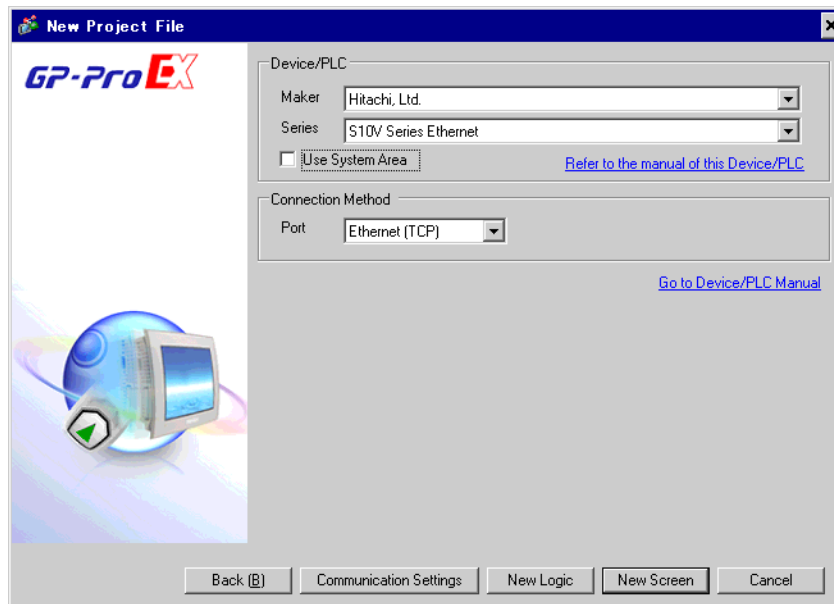 New Project File
GP-Pro EX
Device/PLC
Maker Hitachi, Ltd.
Series S10V Series Ethernet
Use System Area Refer to the manual of this Device/PLC
Connection Method
Port Ethernet (TCP)
Go to Device/PLC Manual
Back (B) Communication Settings New Logic New Screen Cancel